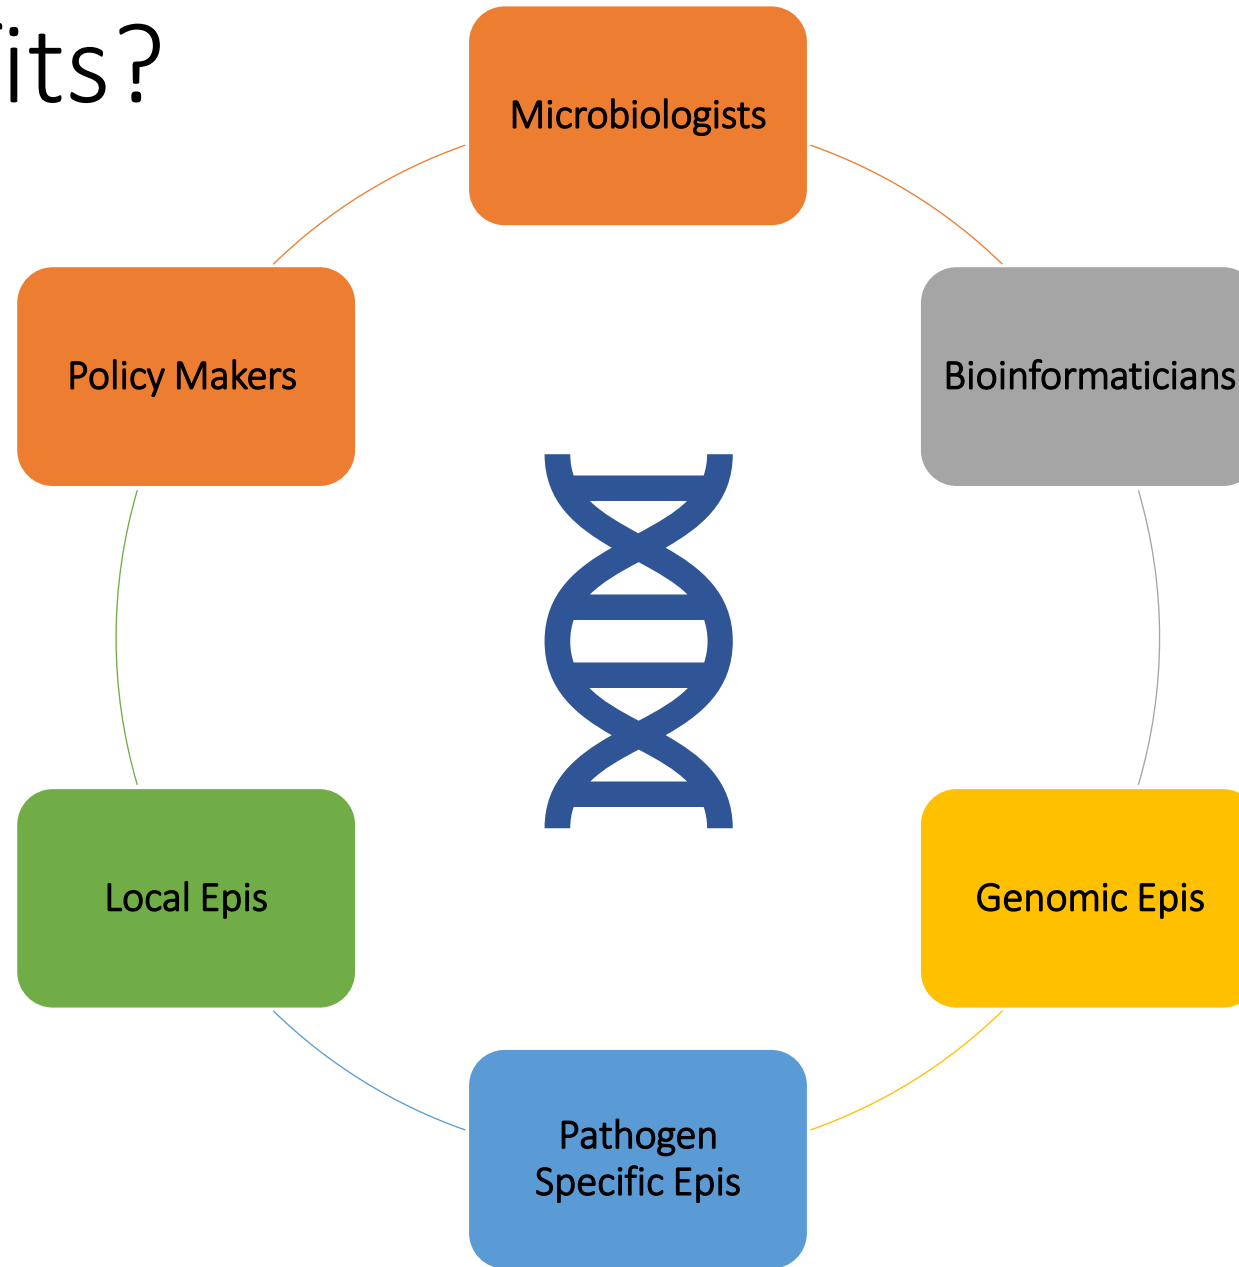 its?
Microbiologists
Policy Makers
Bioinformaticians
Local Epis
Genomic Epis
Pathogen
Specific Epis